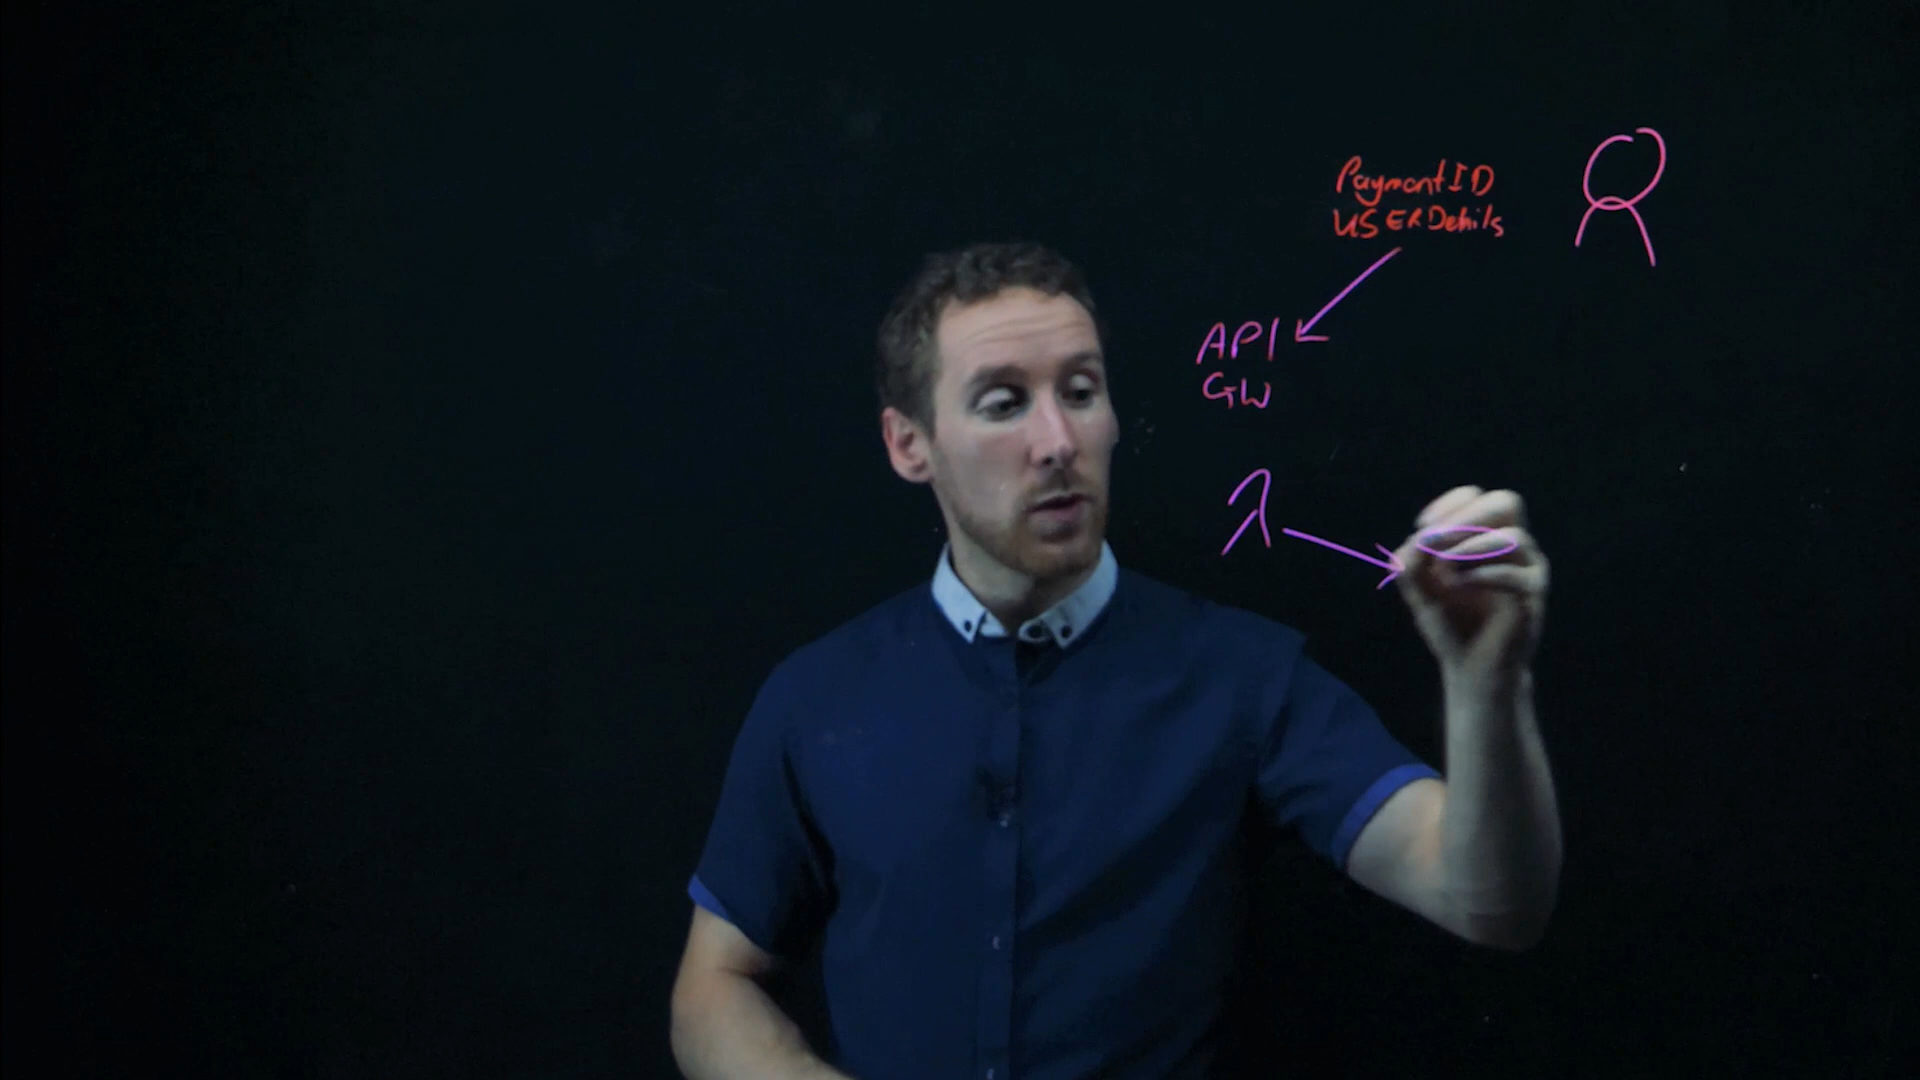 PaymentID
USERDetails
API
GW
λ